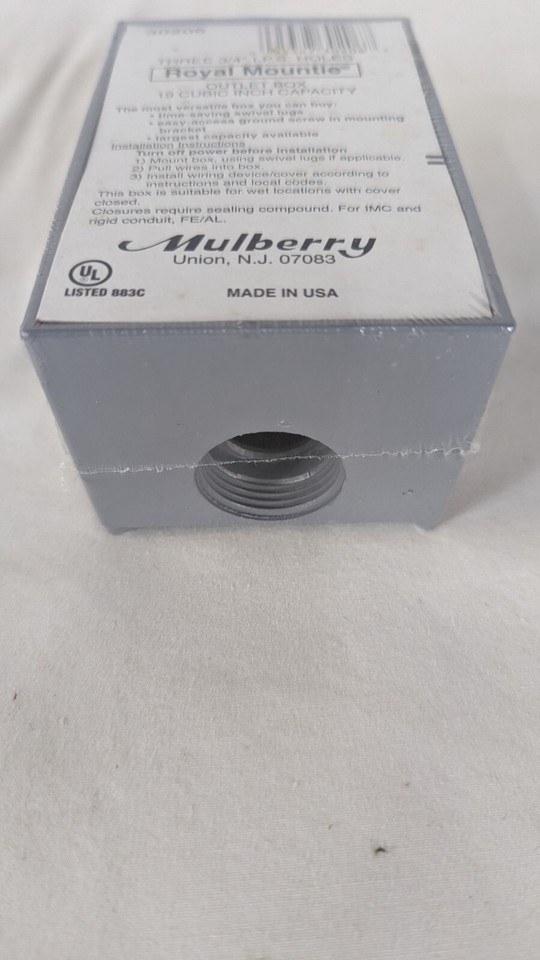 30206
THREE 3/4" I.P.S. HOLES
Royal Mountie
OUTLET BOX
18 CUBIC INCH CAPACITY
The most versatile box you can buy:
• time-saving swivel lugs
• easy-access ground screw in mounting
bracket
• largest capacity available
Installation Instructions
Turn off power before installation
1) Mount box, using swivel lugs if applicable.
2) Pull wires into box.
3) Install wiring device/cover according to
instructions and local codes.
This box is suitable for wet locations with cover
closed.
Closures require sealing compound. For IMC and
rigid conduit, FE/AL.
Mulberry
Union, N.J. 07083
UL
LISTED 883C
MADE IN USA